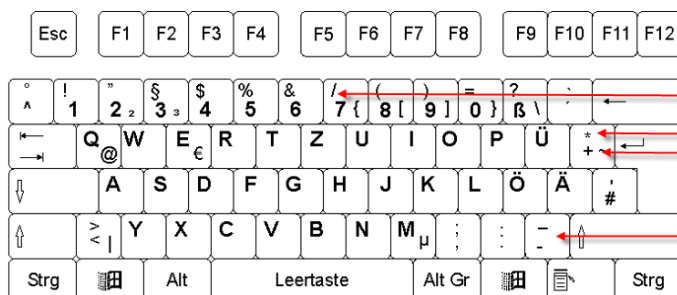 Esc F1 F2 F3 F4 F5 F6 F7 F8 F9 F10 F11 F12
° ! " § $ % & / ( ) = ? `
^ 1 2 ² 3 ³ 4 5 6 7 { 8 [ 9 ] 0 } ß \ ´
Q @ W E € R T Z U I O P Ü * + ~
A S D F G H J K L Ö Ä ' #
> < | Y X C V B N M µ ; , : . _ -
Strg Alt Leertaste Alt Gr Strg